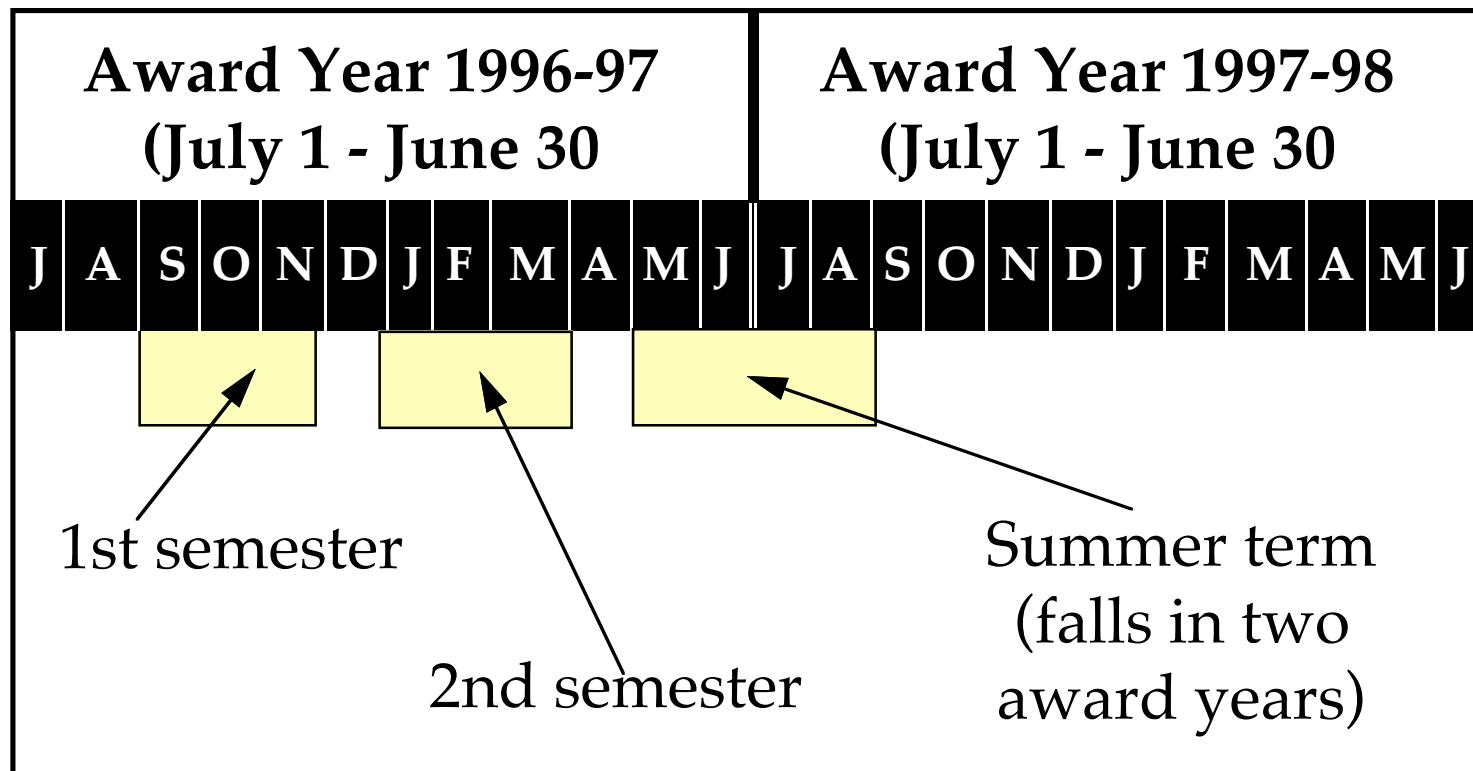 Award Year 1996-97
(July 1 - June 30
Award Year 1997-98
(July 1 - June 30
J A S O N D J F M A M J J A S O N D J F M A M J
1st semester
2nd semester
Summer term
(falls in two
award years)